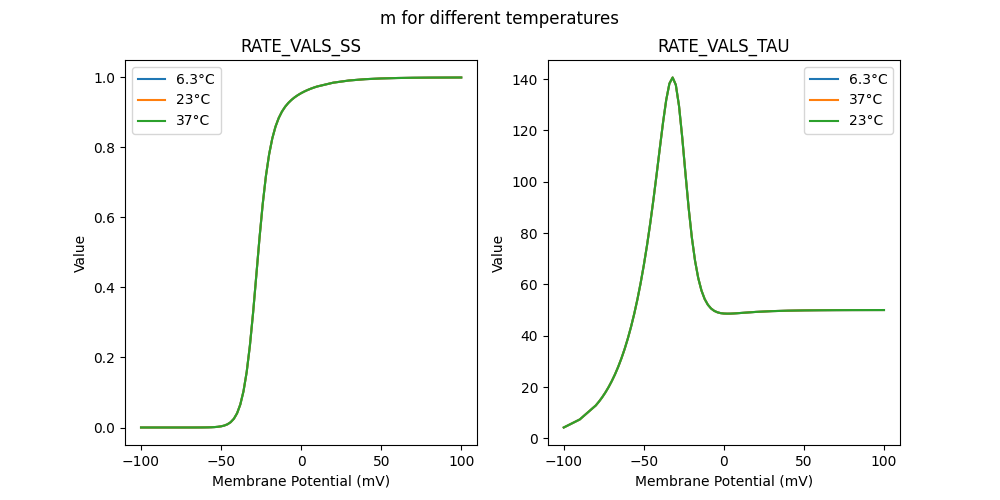 m for different temperatures
RATE_VALS_SS
6.3°C
23°C
37°C
1.0
0.8
0.6
0.4
0.2
0.0
Value
−100
−50
0
50
100
Membrane Potential (mV)
RATE_VALS_TAU
6.3°C
37°C
23°C
140
120
100
80
60
40
20
0
Value
−100
−50
0
50
100
Membrane Potential (mV)